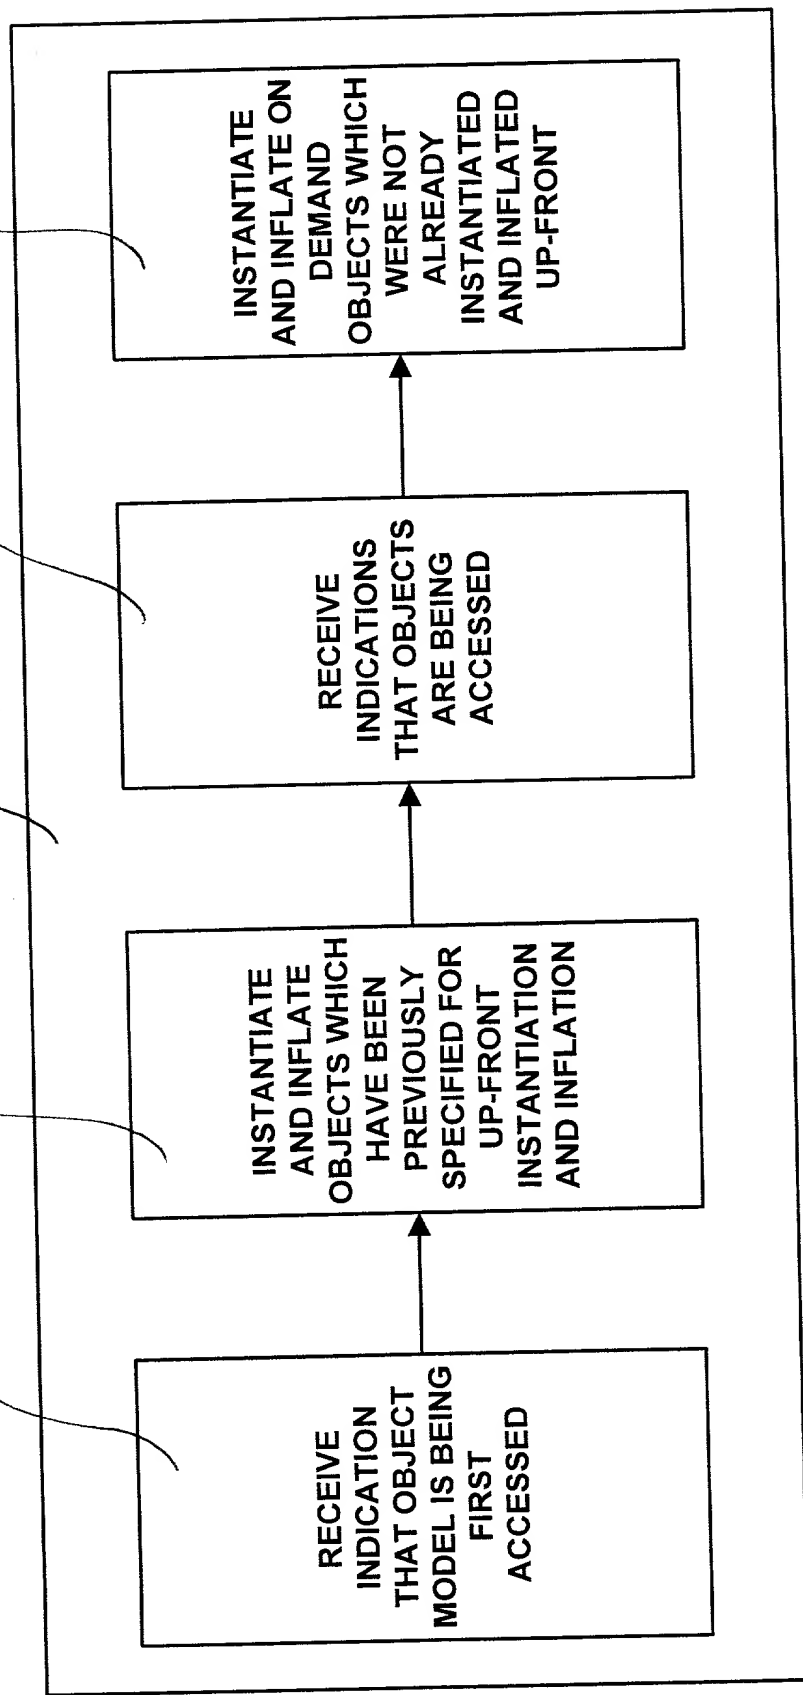 RECEIVE
INDICATION
THAT OBJECT
MODEL IS BEING
FIRST
ACCESSED
INSTANTIATE
AND INFLATE
OBJECTS WHICH
HAVE BEEN
PREVIOUSLY
SPECIFIED FOR
UP-FRONT
INSTANTIATION
AND INFLATION
RECEIVE
INDICATIONS
THAT OBJECTS
ARE BEING
ACCESSED
INSTANTIATE
AND INFLATE ON
DEMAND
OBJECTS WHICH
WERE NOT
ALREADY
INSTANTIATED
AND INFLATED
UP-FRONT